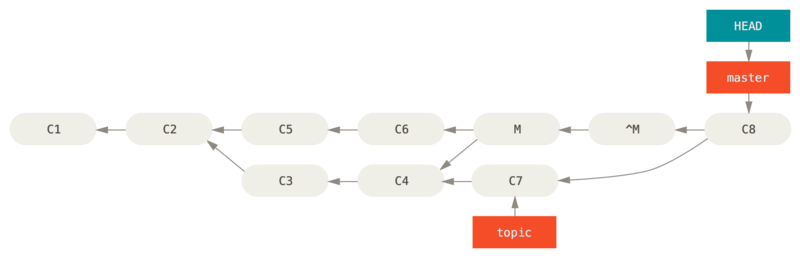 HEAD
master
C1 C2 C5 C6 M ^M C8
C3 C4 C7
topic